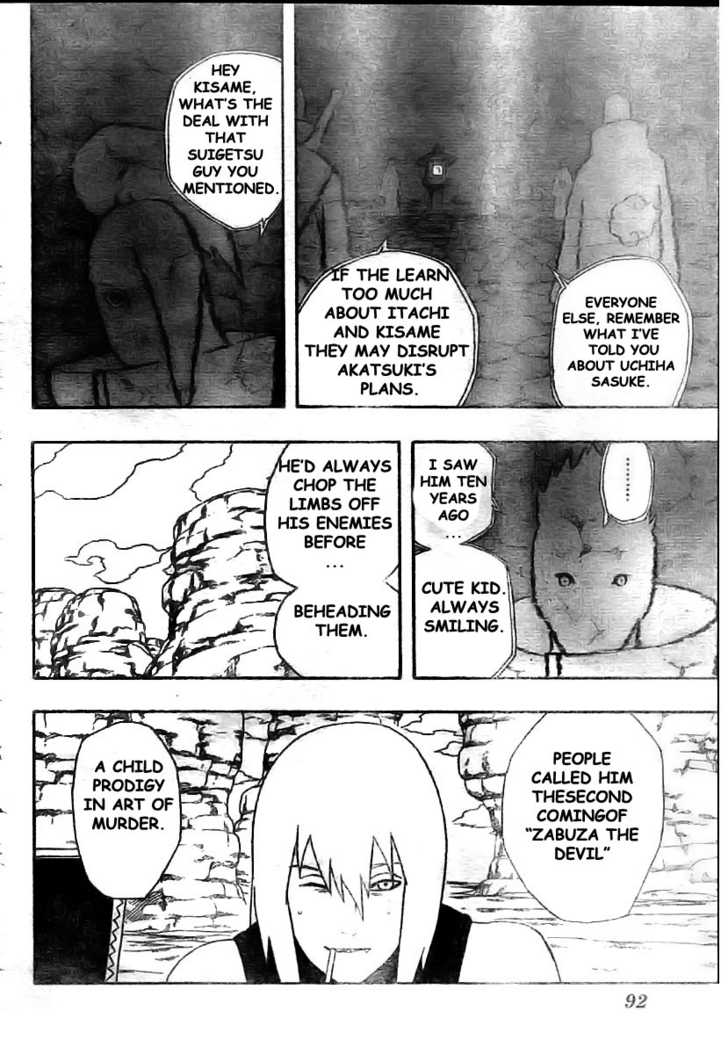 EVERYONE
ELSE, REMEMBER
WHAT I'VE
TOLD YOU
ABOUT UCHIHA
SASUKE.
IF THE LEARN
TOO MUCH
ABOUT ITACHI
AND KISAME
THEY MAY DISRUPT
AKATSUKI'S
PLANS.
HEY
KISAME,
WHAT'S THE
DEAL WITH
THAT
SUIGETSU
GUY YOU
MENTIONED.
........
I SAW
HIM TEN
YEARS
AGO
...
CUTE KID.
ALWAYS
SMILING.
HE'D ALWAYS
CHOP THE
LIMBS OFF
HIS ENEMIES
BEFORE
...
BEHEADING
THEM.
PEOPLE
CALLED HIM
THESECOND
COMINGOF
“ZABUZA THE
DEVIL”
A CHILD
PRODIGY
IN ART OF
MURDER.
92